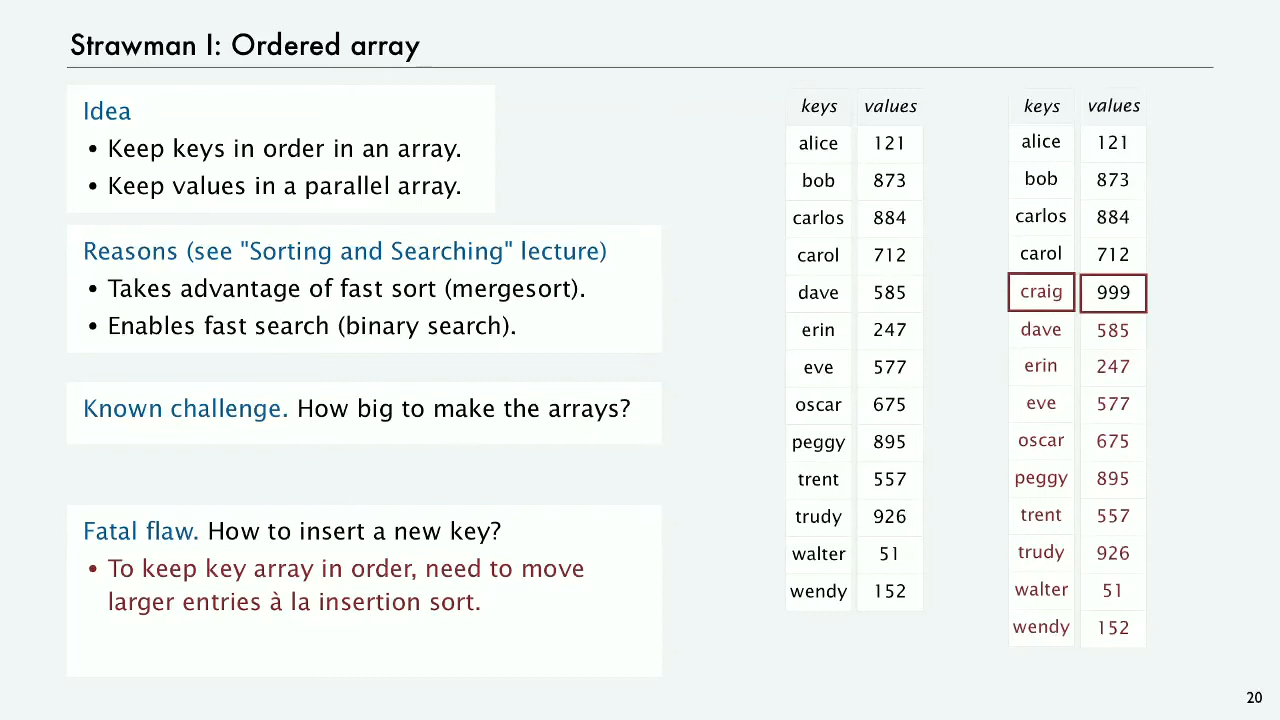 Strawman I: Ordered array
Idea
• Keep keys in order in an array.
• Keep values in a parallel array.
Reasons (see "Sorting and Searching" lecture)
• Takes advantage of fast sort (mergesort).
• Enables fast search (binary search).
Known challenge. How big to make the arrays?
Fatal flaw. How to insert a new key?
• To keep key array in order, need to move
larger entries à la insertion sort.
keys values
alice 121
bob 873
carlos 884
carol 712
dave 585
erin 247
eve 577
oscar 675
peggy 895
trent 557
trudy 926
walter 51
wendy 152
keys values
alice 121
bob 873
carlos 884
carol 712
craig 999
dave 585
erin 247
eve 577
oscar 675
peggy 895
trent 557
trudy 926
walter 51
wendy 152
20